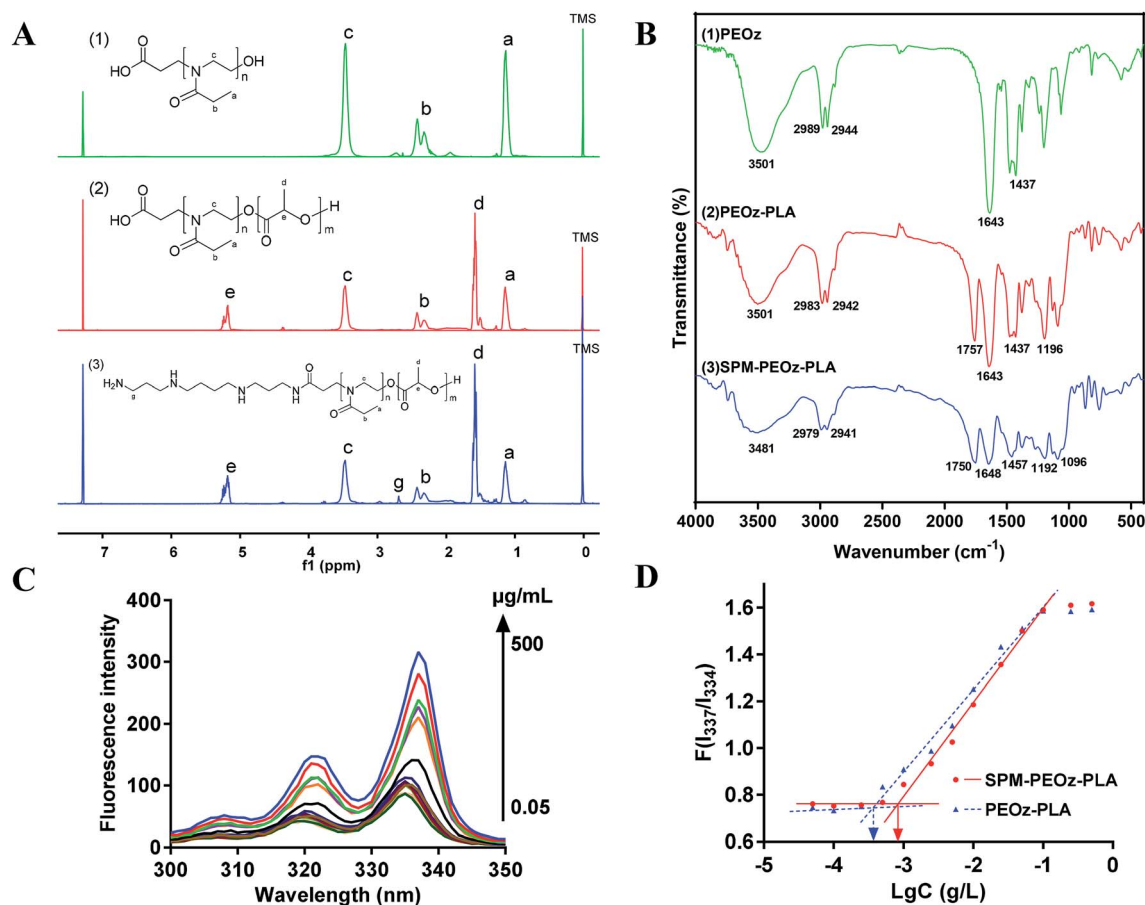 A
(1)
O
HO
N
O
n
OH
c
a
b
c
b
a
TMS
(2)
O
HO
N
O
n
O
O
O
m
H
c
a
b
d
e
e
c
b
d
a
TMS
(3)
H2N
g
H
N
N
H
H
N
N
H
O
N
O
n
O
O
O
m
H
c
a
b
d
e
e
c
g
b
d
a
TMS
7 6 5 4 3 2 1 0
f1 (ppm)
B
(1)PEOz
3501
2989
2944
1643
1437
(2)PEOz-PLA
3501
2983
2942
1757
1643
1437
1196
(3)SPM-PEOz-PLA
3481
2979
2941
1750
1648
1457
1192
1096
Transmittance (%)
4000 3000 2000 1000 500
Wavenumber (cm⁻¹)
C
Fluorescence intensity
400
300
200
100
0
300 310 320 330 340 350
Wavelength (nm)
µg/mL
500
0.05
D
F(I337/I334)
1.6
1.4
1.2
1.0
0.8
0.6
-5 -4 -3 -2 -1 0
LgC (g/L)
SPM-PEOz-PLA
PEOz-PLA